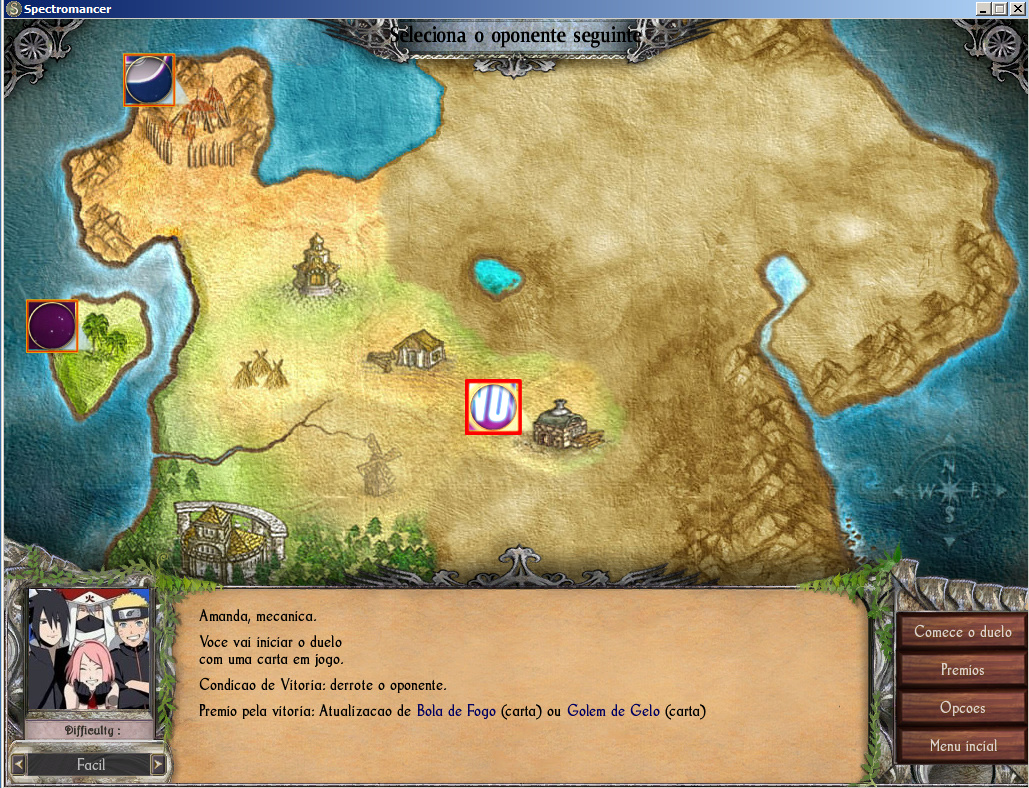 Spectromancer
Seleciona o oponente seguinte
N
W E
S
火
Amanda, mecanica.
Voce vai iniciar o duelo
com uma carta em jogo.
Condicao de Vitoria: derrote o oponente.
Premio pela vitoria: Atualizacao de Bola de Fogo (carta) ou Golem de Gelo (carta)
Difficulty :
Facil
Comece o duelo
Premios
Opcoes
Menu incial